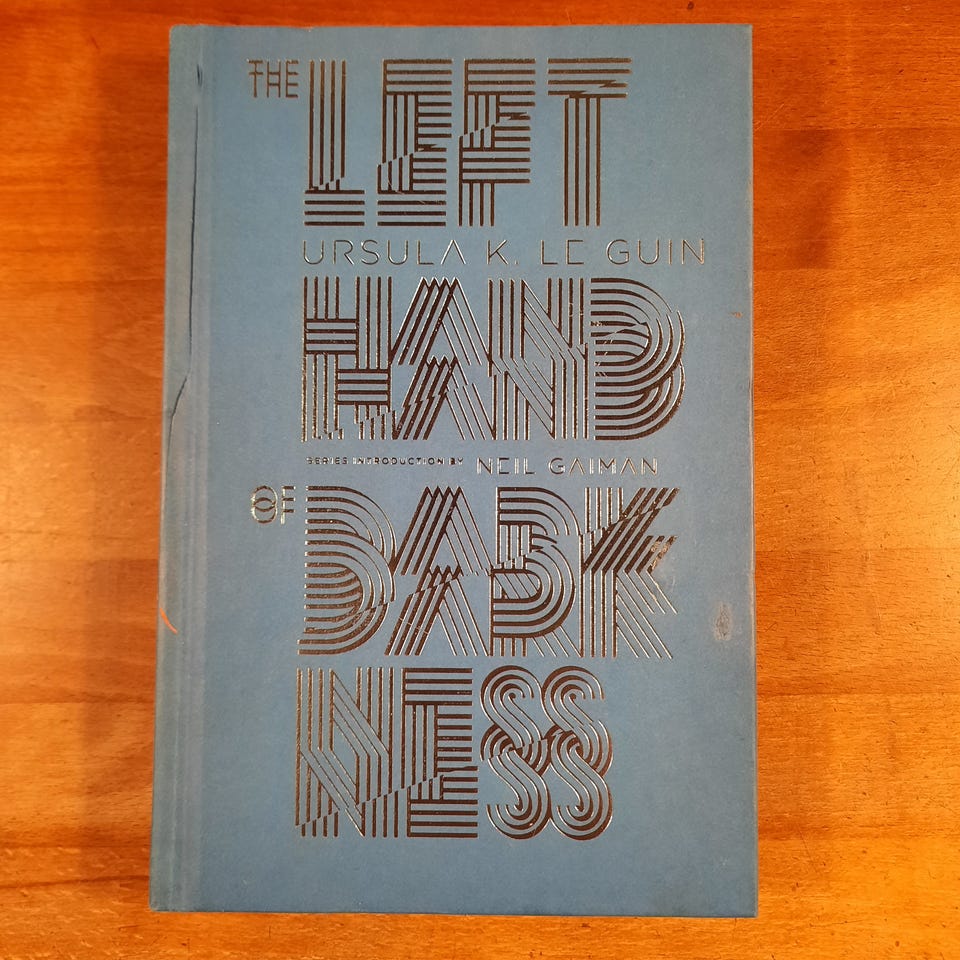 THE LEFT
URSULA K. LE GUIN
HAND
SERIES INTRODUCTION BY NEIL GAIMAN
OF DARK
NESS